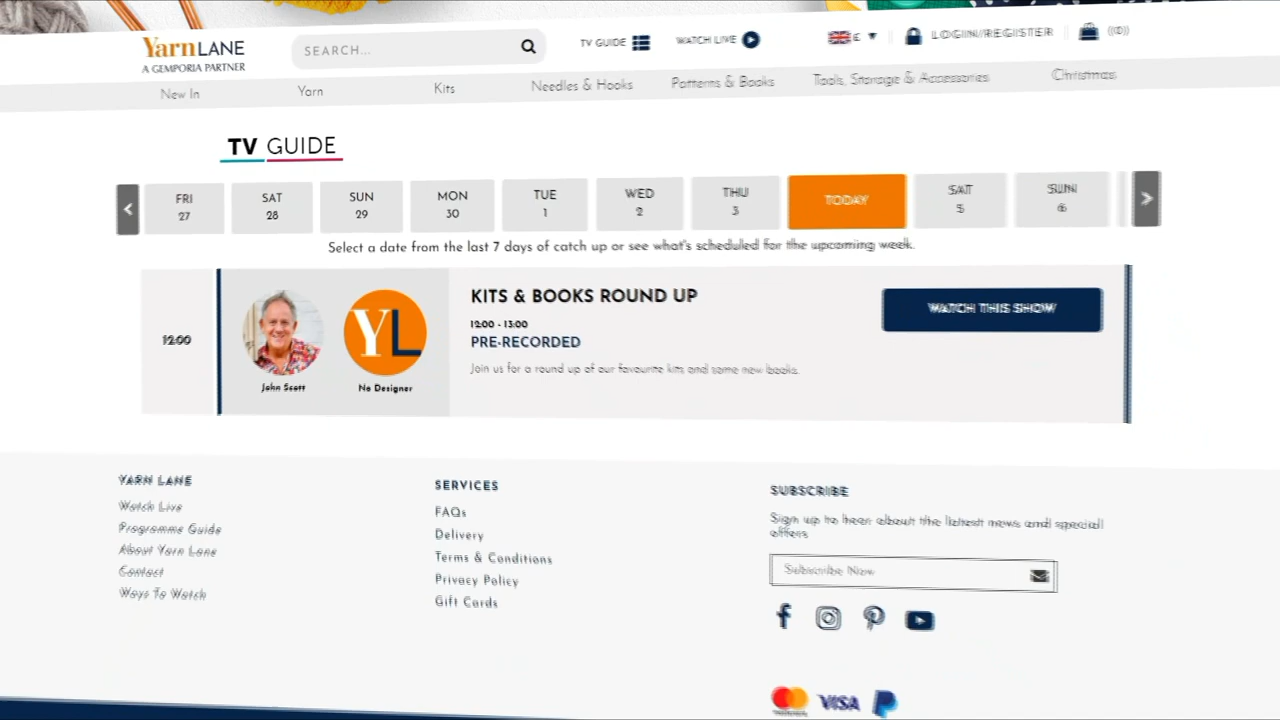 Yarn LANE
A GEMPORIA PARTNER
SEARCH...
TV GUIDE
WATCH LIVE
£
LOGIN/REGISTER
((0))
New In
Yarn
Kits
Needles & Hooks
Patterns & Books
Tools, Storage & Accessories
Christmas
TV GUIDE
FRI
27
SAT
28
SUN
29
MON
30
TUE
1
WED
2
THU
3
TODAY
SAT
5
SUN
6
Select a date from the last 7 days of catch up or see what's scheduled for the upcoming week.
12:00
YL
John Scott
No Designer
KITS & BOOKS ROUND UP
12:00 - 13:00
PRE-RECORDED
Join us for a round up of our favourite kits and some new books.
WATCH THIS SHOW
YARN LANE
Watch Live
Programme Guide
About Yarn Lane
Contact
Ways To Watch
SERVICES
FAQs
Delivery
Terms & Conditions
Privacy Policy
Gift Cards
SUBSCRIBE
Sign up to hear about the latest news and special
offers
Subscribe Now
VISA